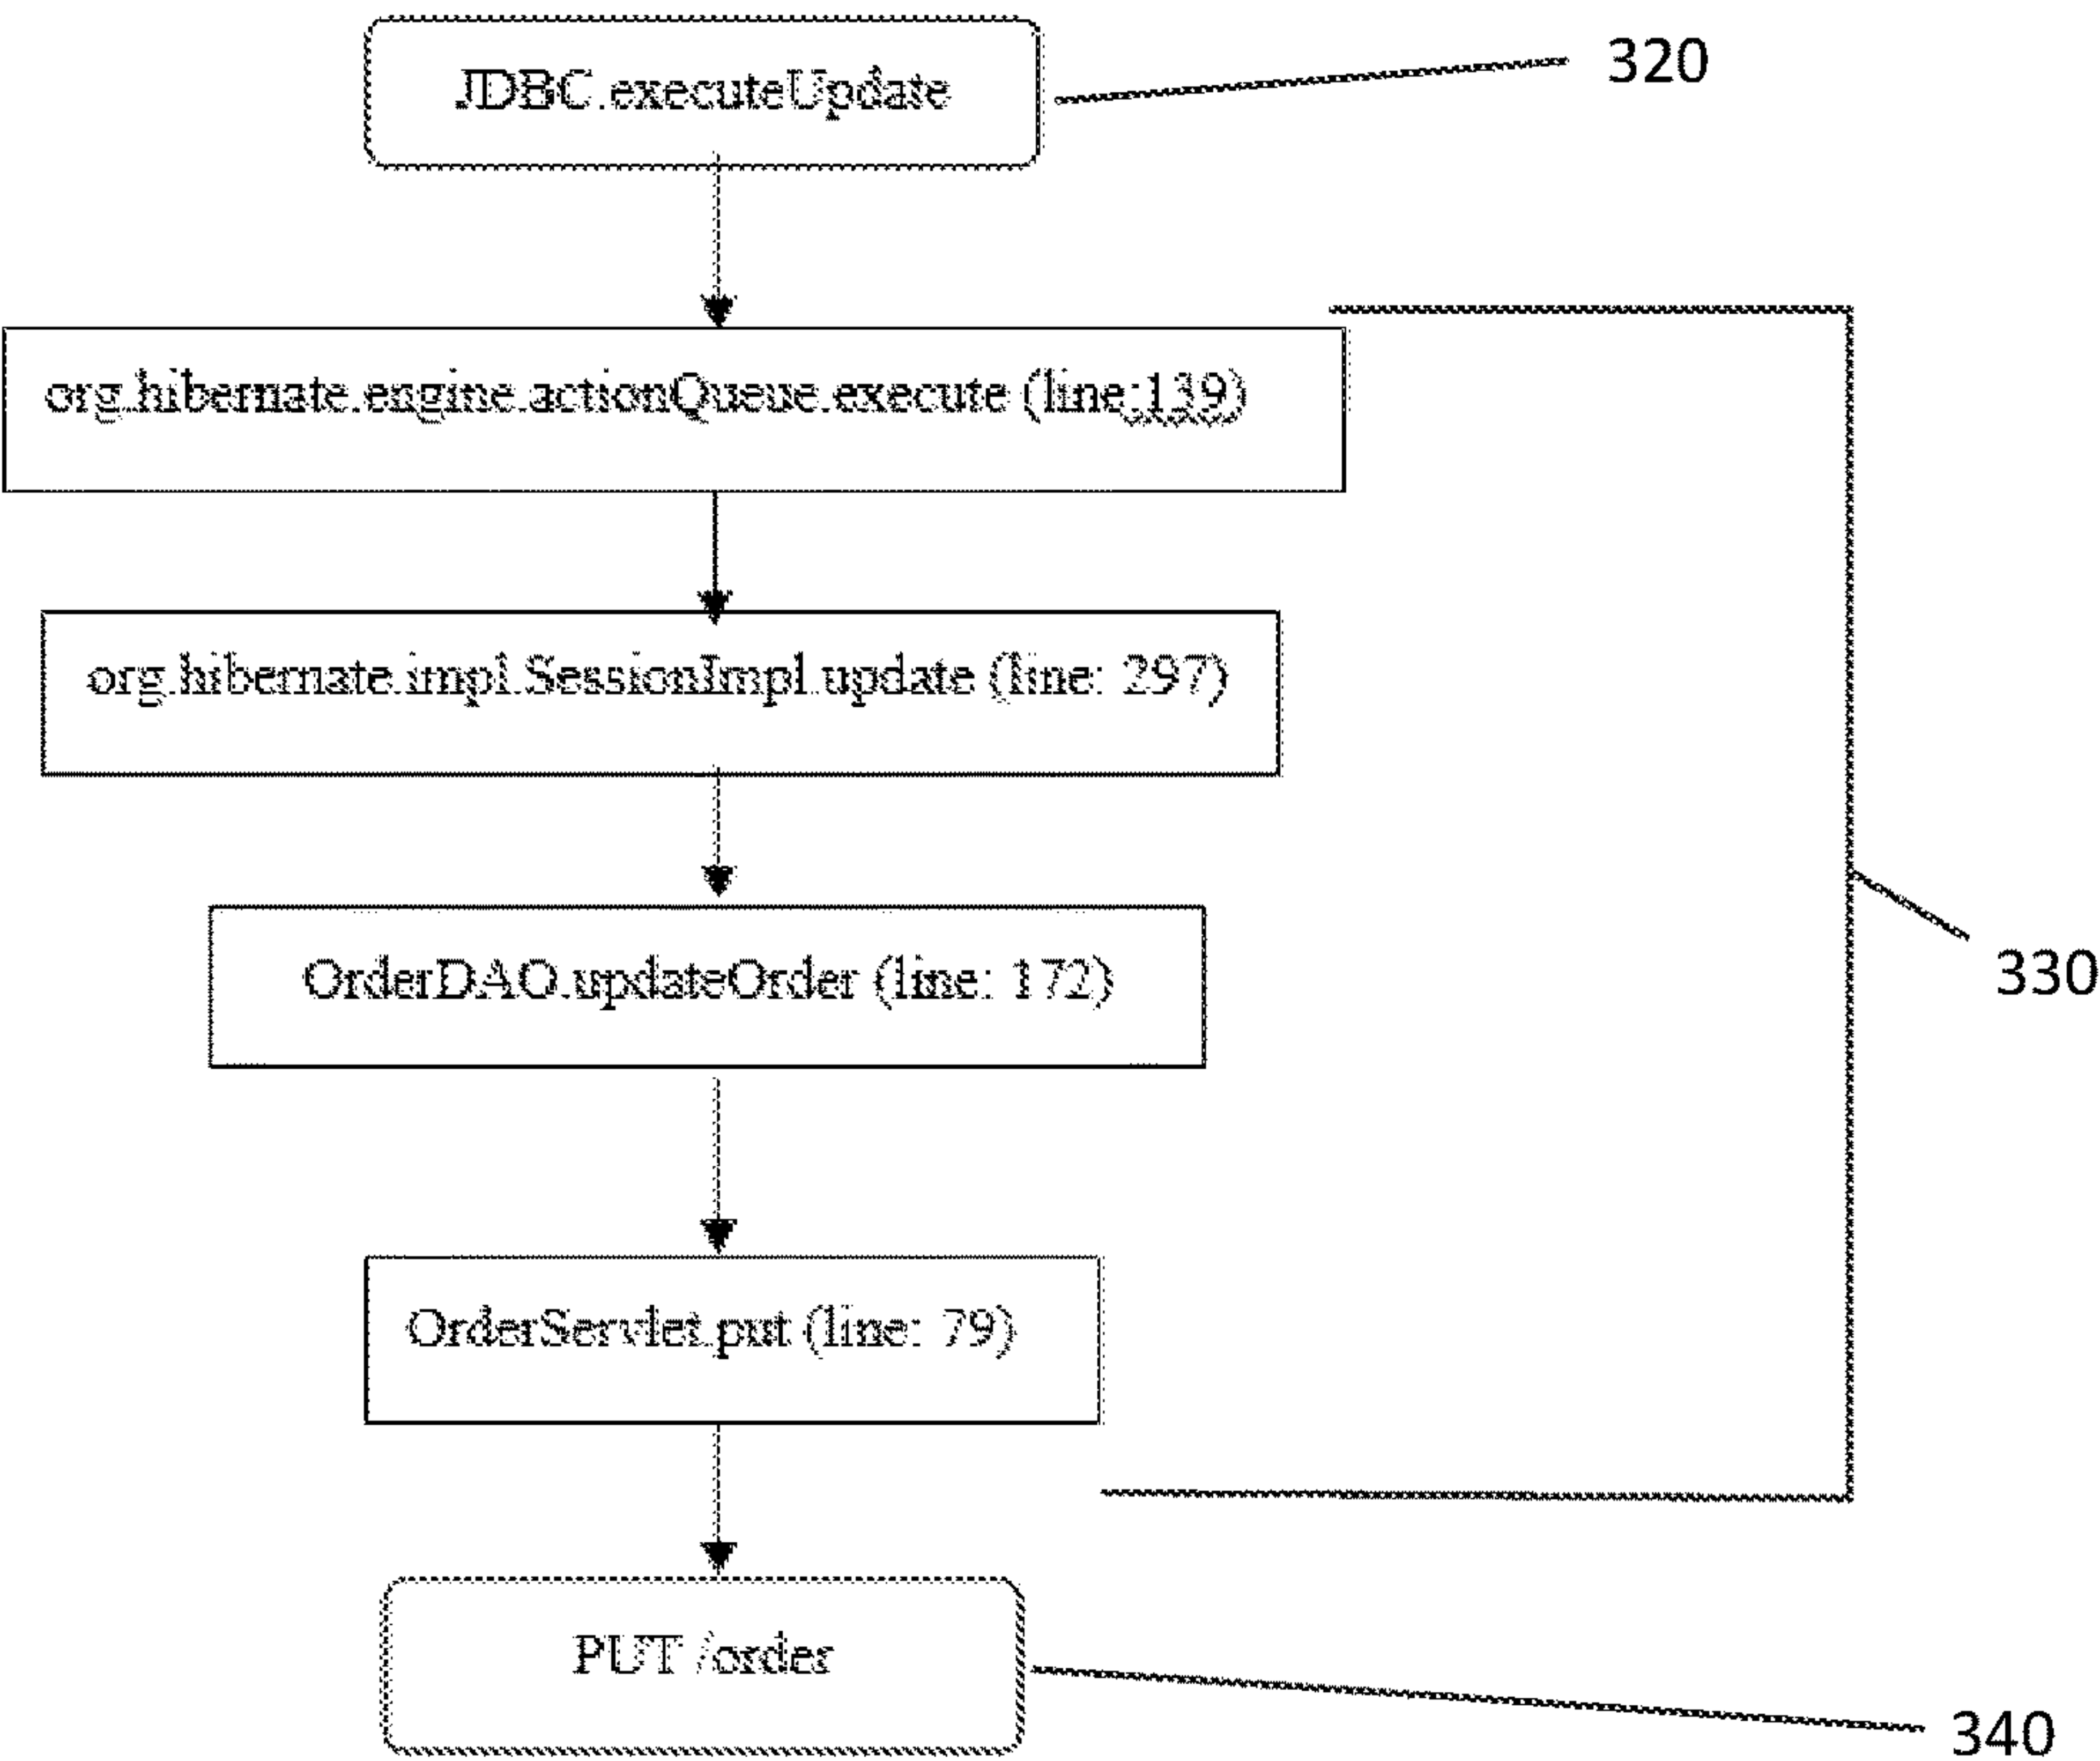 JDBC.executeUpdate
320
org.hibernate.engine.actionQueue.execute (line:139)
org.hibernate.impl.SessionImpl.update (line: 297)
OrderDAO.updateOrder (line: 172)
330
OrderServlet.put (line: 79)
PUT /order
340